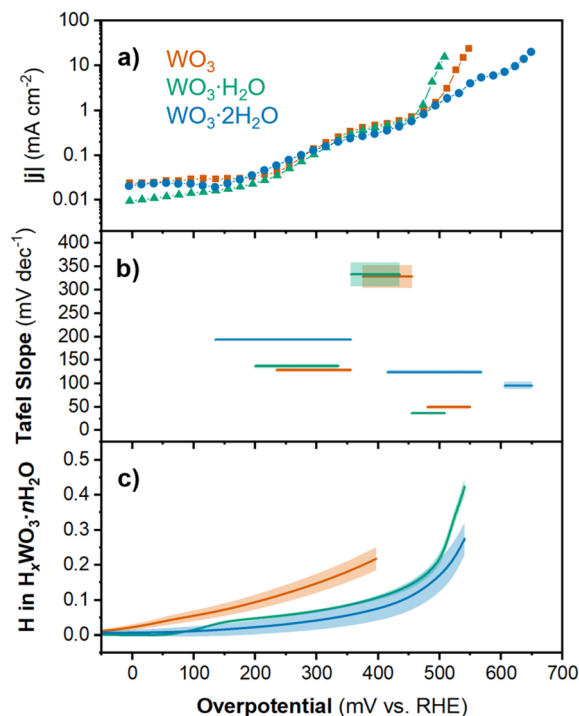 100
10
1
0.1
0.01
|j| (mA cm⁻²)
a)
WO₃
WO₃·H₂O
WO₃·2H₂O
400
350
300
250
200
150
100
50
0
Tafel Slope (mV dec⁻¹)
b)
0.5
0.4
0.3
0.2
0.1
0.0
H in HₓWO₃·nH₂O
c)
0 100 200 300 400 500 600 700
Overpotential (mV vs. RHE)